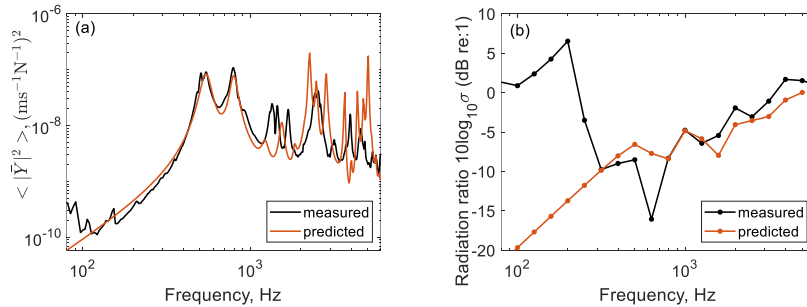 (a)
10⁻⁶
10⁻⁸
10⁻¹⁰
< |Ȳ|² >, (ms⁻¹N⁻¹)²
measured
predicted
10²
10³
Frequency, Hz
(b)
10
5
0
-5
-10
-15
-20
Radiation ratio 10log₁₀σ (dB re:1)
measured
predicted
10²
10³
Frequency, Hz